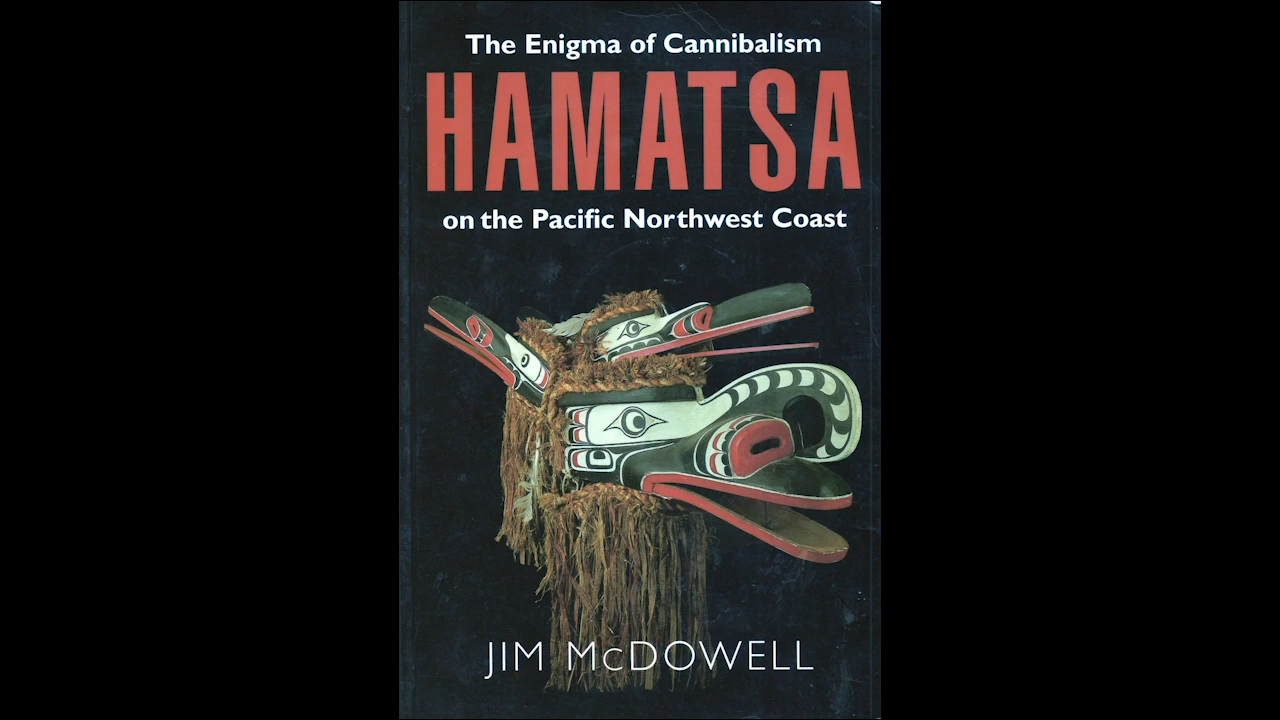 The Enigma of Cannibalism
HAMATSA
on the Pacific Northwest Coast
JIM McDOWELL